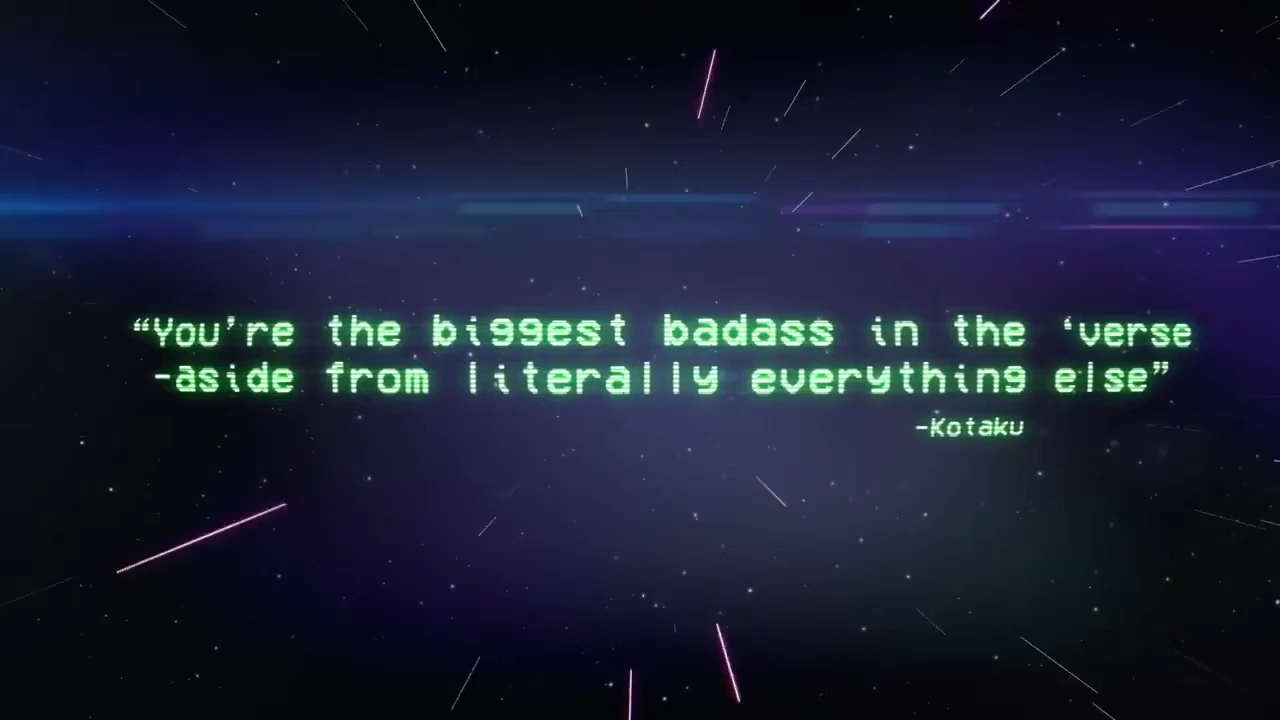 “You’re the biggest badass in the ‘verse
-aside from literally everything else”
-Kotaku